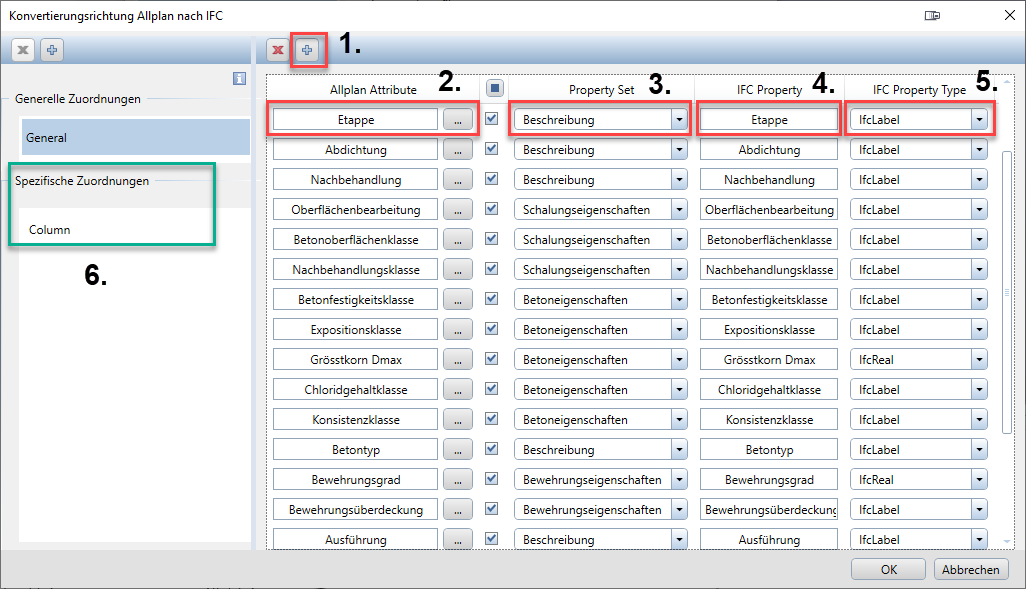 Konvertierungsrichtung Allplan nach IFC
1.
Generelle Zuordnungen
General
Spezifische Zuordnungen
Column
6.
Allplan Attribute 2. Property Set 3. IFC Property 4. IFC Property Type 5.
Etappe ... Beschreibung Etappe IfcLabel
Abdichtung ... Beschreibung Abdichtung IfcLabel
Nachbehandlung ... Beschreibung Nachbehandlung IfcLabel
Oberflächenbearbeitung ... Schalungseigenschaften Oberflächenbearbeitung IfcLabel
Betonoberflächenklasse ... Schalungseigenschaften Betonoberflächenklasse IfcLabel
Nachbehandlungsklasse ... Schalungseigenschaften Nachbehandlungsklasse IfcLabel
Betonfestigkeitsklasse ... Betoneigenschaften Betonfestigkeitsklasse IfcLabel
Expositionsklasse ... Betoneigenschaften Expositionsklasse IfcLabel
Grösstkorn Dmax ... Betoneigenschaften Grösstkorn Dmax IfcReal
Chloridgehaltklasse ... Betoneigenschaften Chloridgehaltklasse IfcLabel
Konsistenzklasse ... Betoneigenschaften Konsistenzklasse IfcLabel
Betontyp ... Beschreibung Betontyp IfcLabel
Bewehrungsgrad ... Bewehrungseigenschaften Bewehrungsgrad IfcReal
Bewehrungsüberdeckung ... Bewehrungseigenschaften Bewehrungsüberdeckung IfcLabel
Ausführung ... Beschreibung Ausführung IfcLabel
OK Abbrechen